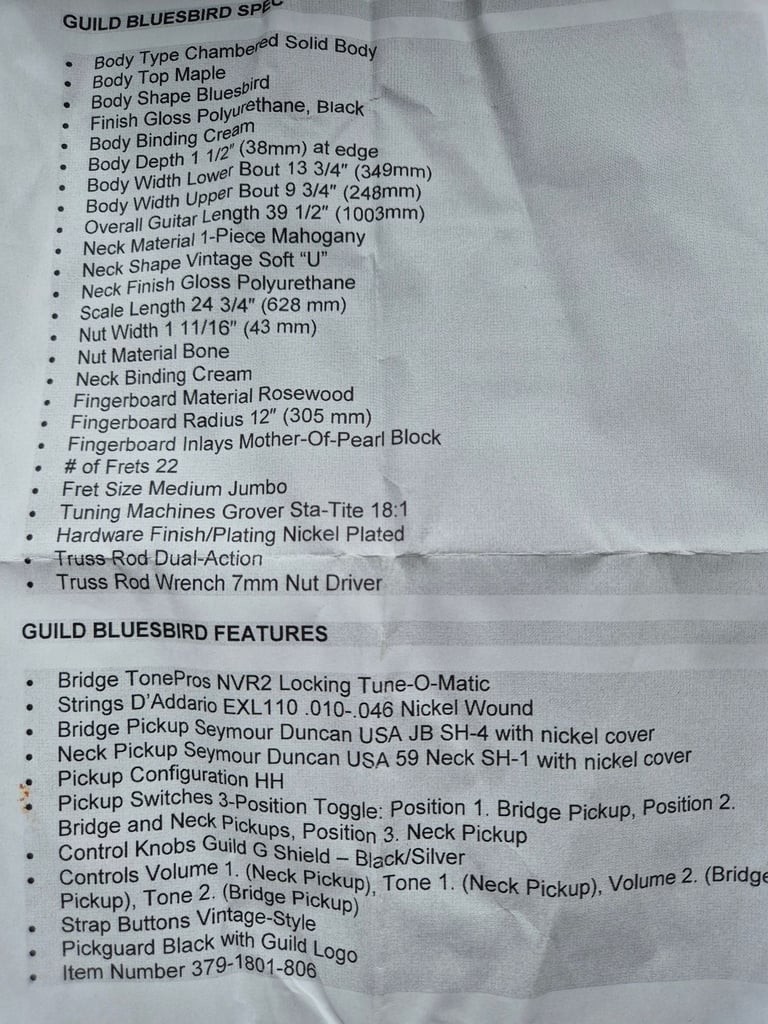 GUILD BLUESBIRD SPEC
• Body Type Chambered Solid Body
• Body Top Maple
• Body Shape Bluesbird
• Finish Gloss Polyurethane, Black
• Body Binding Cream
• Body Depth 1 1/2″ (38mm) at edge
• Body Width Lower Bout 13 3/4″ (349mm)
• Body Width Upper Bout 9 3/4″ (248mm)
• Overall Guitar Length 39 1/2″ (1003mm)
• Neck Material 1-Piece Mahogany
• Neck Shape Vintage Soft “U”
• Neck Finish Gloss Polyurethane
• Scale Length 24 3/4″ (628 mm)
• Nut Width 1 11/16″ (43 mm)
• Nut Material Bone
• Neck Binding Cream
• Fingerboard Material Rosewood
• Fingerboard Radius 12″ (305 mm)
• Fingerboard Inlays Mother-Of-Pearl Block
• # of Frets 22
• Fret Size Medium Jumbo
• Tuning Machines Grover Sta-Tite 18:1
• Hardware Finish/Plating Nickel Plated
• Truss Rod Dual-Action
• Truss Rod Wrench 7mm Nut Driver
GUILD BLUESBIRD FEATURES
• Bridge TonePros NVR2 Locking Tune-O-Matic
• Strings D’Addario EXL110 .010-.046 Nickel Wound
• Bridge Pickup Seymour Duncan USA JB SH-4 with nickel cover
• Neck Pickup Seymour Duncan USA 59 Neck SH-1 with nickel cover
• Pickup Configuration HH
• Pickup Switches 3-Position Toggle: Position 1. Bridge Pickup, Position 2.
Bridge and Neck Pickups, Position 3. Neck Pickup
• Control Knobs Guild G Shield – Black/Silver
• Controls Volume 1. (Neck Pickup), Tone 1. (Neck Pickup), Volume 2. (Bridge
Pickup), Tone 2. (Bridge Pickup)
• Strap Buttons Vintage-Style
• Pickguard Black with Guild Logo
• Item Number 379-1801-806